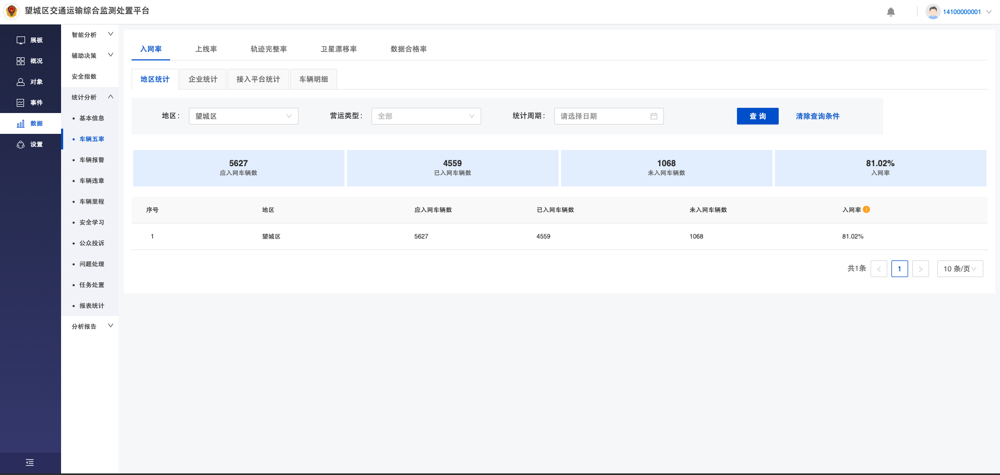 望城区交通运输综合监测处置平台
14100000001
展板
概况
对象
事件
数据
设置
智能分析
辅助决策
安全指数
统计分析
• 基本信息
• 车辆五率
• 车辆报警
• 车辆违章
• 车辆里程
• 安全学习
• 公众投诉
• 问题处理
• 任务处置
• 报表统计
分析报告
入网率 上线率 轨迹完整率 卫星漂移率 数据合格率
地区统计 企业统计 接入平台统计 车辆明细
地区: 望城区 营运类型: 全部 统计周期: 请选择日期 查 询 清除查询条件
5627 4559 1068 81.02%
应入网车辆数 已入网车辆数 未入网车辆数 入网率
序号 地区 应入网车辆数 已入网车辆数 未入网车辆数 入网率
1 望城区 5627 4559 1068 81.02%
共1条 < 1 > 10 条/页